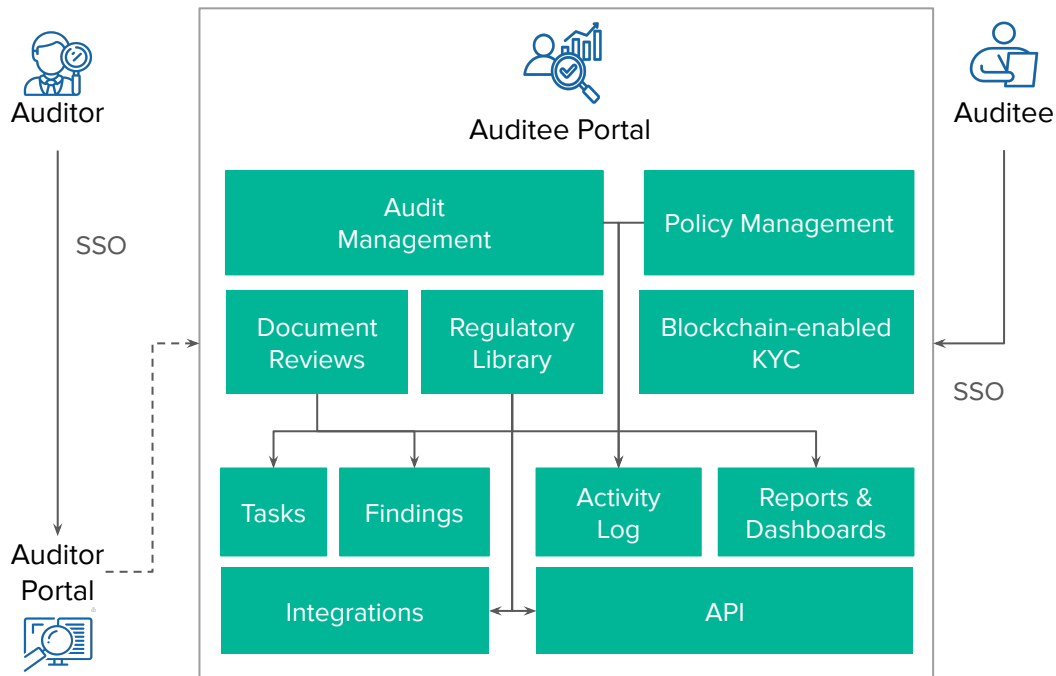 Auditor
Auditee Portal
Auditee
SSO
Audit
Management
Policy Management
Document
Reviews
Regulatory
Library
Blockchain-enabled
KYC
SSO
Tasks
Findings
Activity
Log
Reports &
Dashboards
Auditor
Portal
Integrations
API